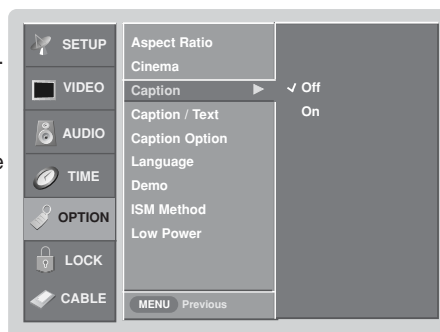 SETUP
VIDEO
AUDIO
TIME
OPTION
LOCK
CABLE
Aspect Ratio
Cinema
Caption
Caption / Text
Caption Option
Language
Demo
ISM Method
Low Power
MENU Previous
Off
On